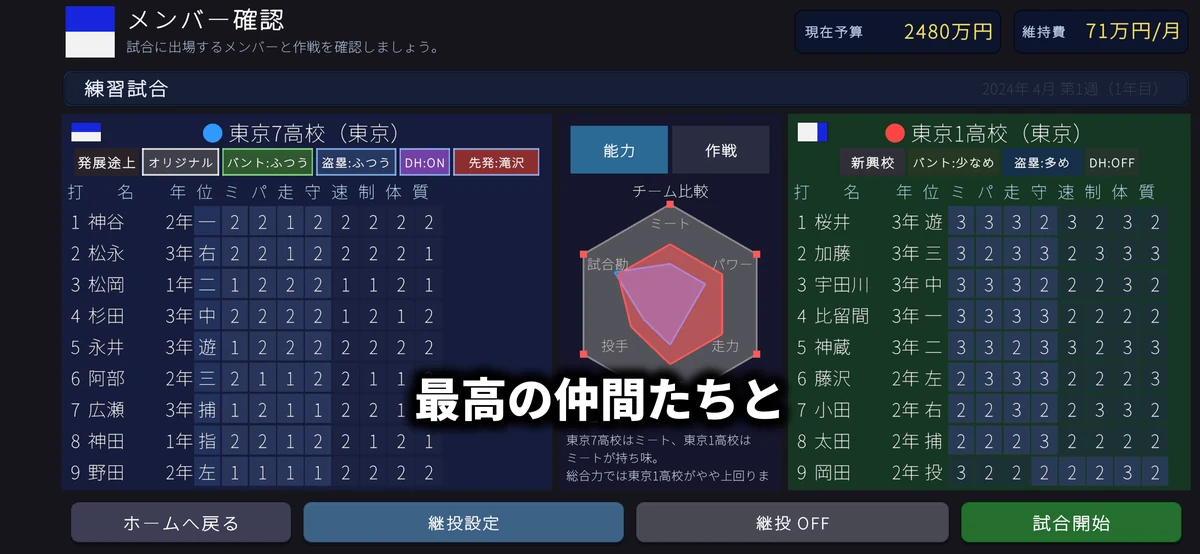 メンバー確認
試合に出場するメンバーと作戦を確認しましょう。
現在予算 2480万円
維持費 71万円/月
練習試合
2024年 4月 第1週（1年目）
東京7高校（東京）
発展途上 オリジナル バント:ふつう 盗塁:ふつう DH:ON 先発:滝沢
打 名 年 位 ミ パ 走 守 速 制 体 質
1 神谷 2年 一 2 2 1 2 2 2 2 2
2 松永 3年 右 2 2 1 2 2 2 2 1
3 松岡 1年 二 1 2 2 2 1 1 2 1
4 杉田 3年 中 2 2 2 2 1 2 1 2
5 永井 3年 遊 1 2 2 2 2 2 2 2
6 阿部 2年 三 2 1 1 2 2 1 1
7 広瀬 3年 捕 1 2 1 2 2 2 1
8 神田 1年 指 2 2 1 2 2 1 2 1
9 野田 2年 左 1 1 1 1 2 2 2 2
能力
作戦
チーム比較
ミート
試合勘
パワー
投手
走力
最高の仲間たちと
東京7高校はミート、東京1高校は
ミートが持ち味。
総合力では東京1高校がやや上回りま
東京1高校（東京）
新興校 バント:少なめ 盗塁:多め DH:OFF
打 名 年 位 ミ パ 走 守 速 制 体 質
1 桜井 3年 遊 3 3 3 2 3 2 3 2
2 加藤 3年 三 3 3 2 3 2 2 2 3
3 宇田川 3年 中 3 3 2 3 2 2 2 3
4 比留間 3年 一 3 3 3 3 2 2 2 2
5 神蔵 3年 二 3 3 2 3 2 2 2 3
6 藤沢 2年 左 2 3 3 3 2 2 2 3
7 小田 2年 右 2 3 2 3 2 2 2 2
8 太田 2年 捕 2 2 2 3 2 2 2 2
9 岡田 2年 投 3 2 2 2 2 2 3 2
ホームへ戻る
継投設定
継投 OFF
試合開始